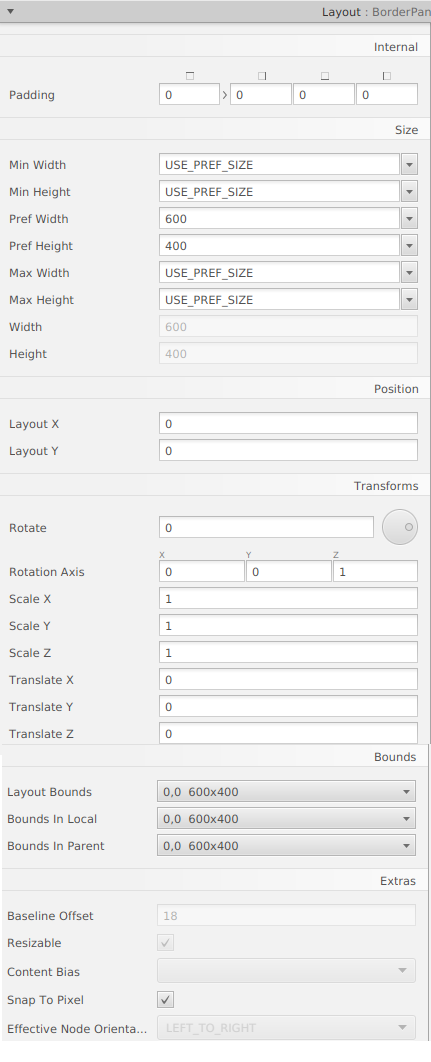 Layout : BorderPan
Internal
Padding 0 0 0 0
Size
Min Width USE_PREF_SIZE
Min Height USE_PREF_SIZE
Pref Width 600
Pref Height 400
Max Width USE_PREF_SIZE
Max Height USE_PREF_SIZE
Width 600
Height 400
Position
Layout X 0
Layout Y 0
Transforms
Rotate 0
X Y Z
Rotation Axis 0 0 1
Scale X 1
Scale Y 1
Scale Z 1
Translate X 0
Translate Y 0
Translate Z 0
Bounds
Layout Bounds 0,0 600x400
Bounds In Local 0,0 600x400
Bounds In Parent 0,0 600x400
Extras
Baseline Offset 18
Resizable
Content Bias
Snap To Pixel
Effective Node Orienta... LEFT_TO_RIGHT